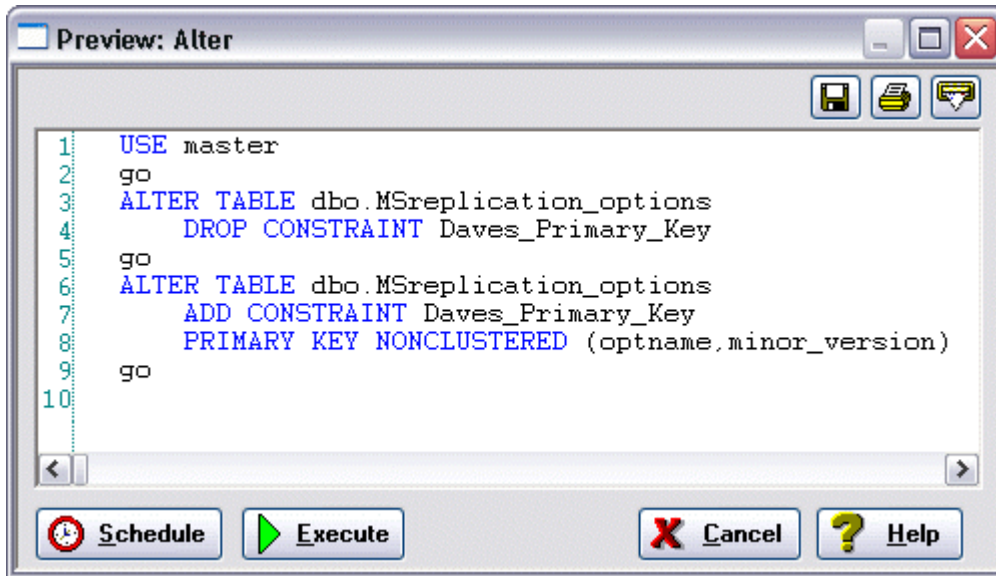 Preview: Alter
1 USE master
2 go
3 ALTER TABLE dbo.MSreplication_options
4 DROP CONSTRAINT Daves_Primary_Key
5 go
6 ALTER TABLE dbo.MSreplication_options
7 ADD CONSTRAINT Daves_Primary_Key
8 PRIMARY KEY NONCLUSTERED (optname,minor_version)
9 go
10
Schedule Execute Cancel Help